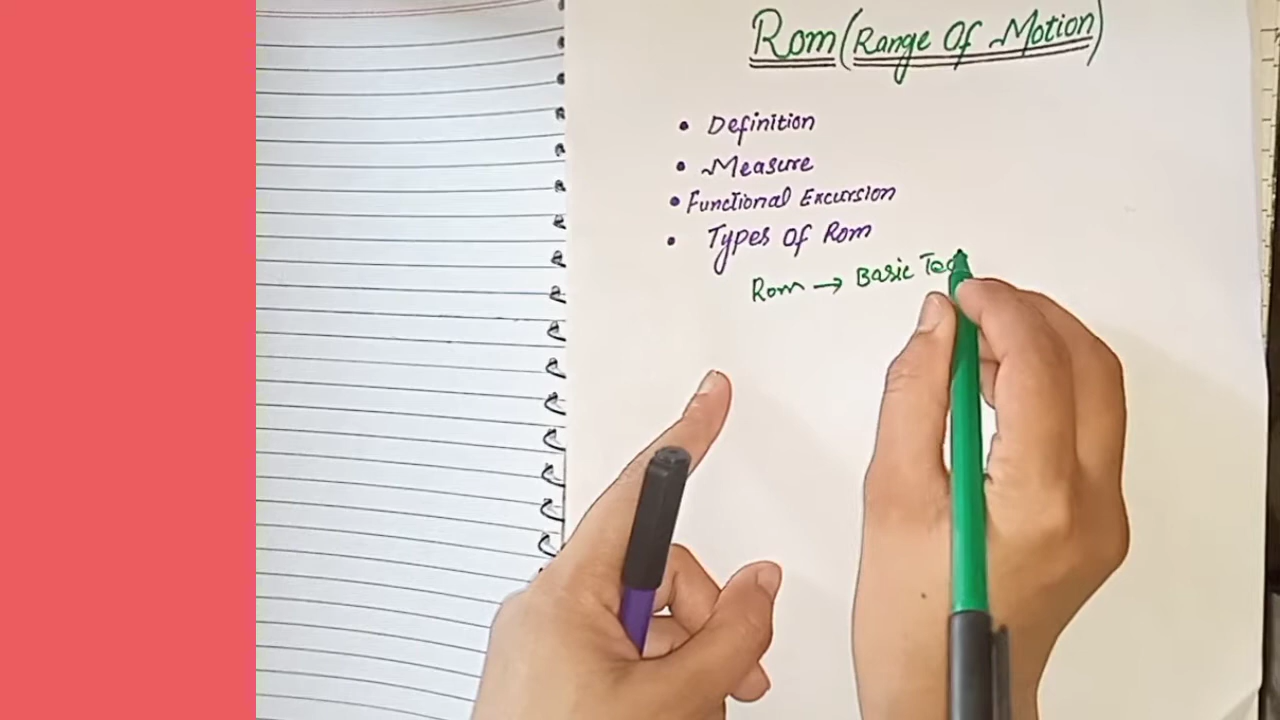 Rom (Range Of Motion)
• Definition
• Measure
• Functional Excursion
• Types Of Rom
Rom → Basic